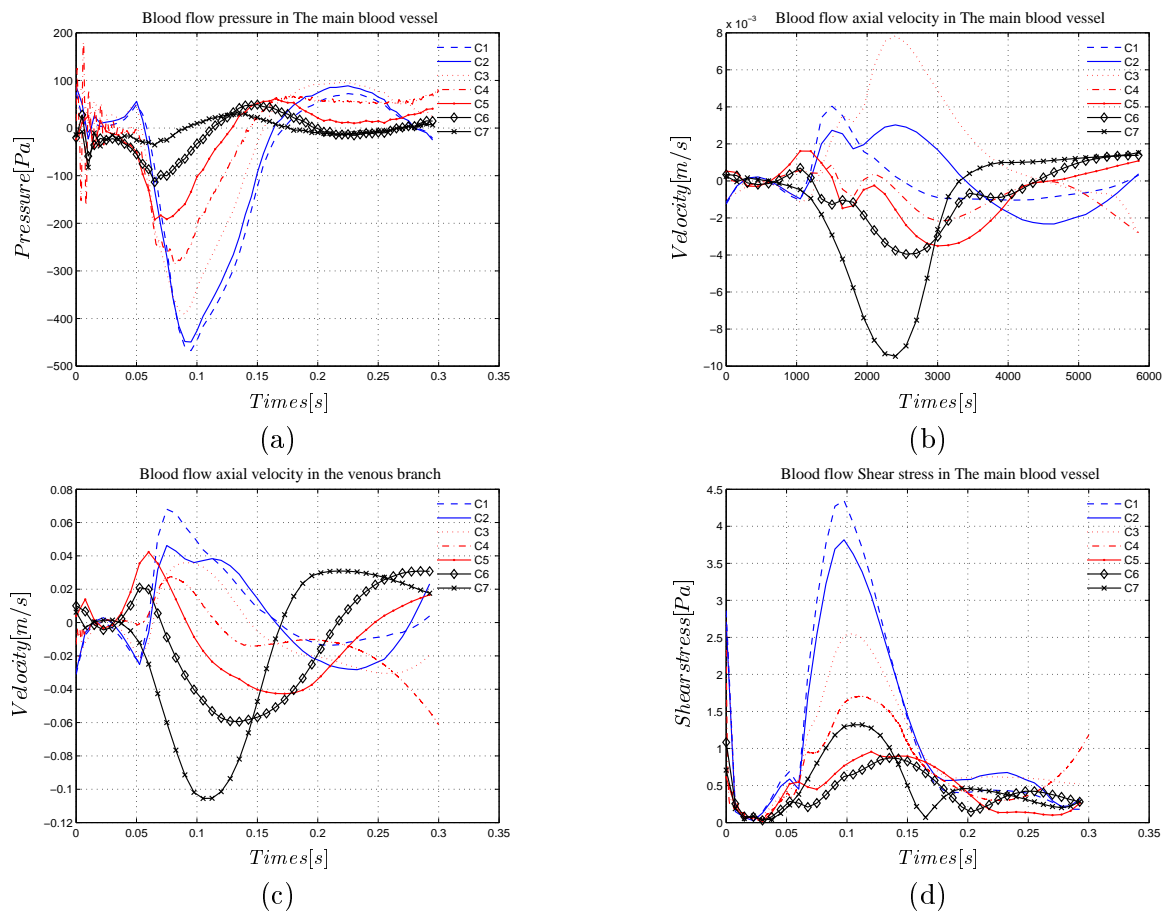 Blood flow pressure in The main blood vessel
200
100
0
−100
−200
−300
−400
−500
0 0.05 0.1 0.15 0.2 0.25 0.3 0.35
Pressure[Pa]
Times[s]
C1
C2
C3
C4
C5
C6
C7
(a)
Blood flow axial velocity in The main blood vessel
x 10⁻³
8
6
4
2
0
−2
−4
−6
−8
−10
0 1000 2000 3000 4000 5000 6000
Velocity[m/s]
Times[s]
C1
C2
C3
C4
C5
C6
C7
(b)
Blood flow axial velocity in the venous branch
0.08
0.06
0.04
0.02
0
−0.02
−0.04
−0.06
−0.08
−0.1
−0.12
0 0.05 0.1 0.15 0.2 0.25 0.3 0.35
Velocity[m/s]
Times[s]
C1
C2
C3
C4
C5
C6
C7
(c)
Blood flow Shear stress in The main blood vessel
4.5
4
3.5
3
2.5
2
1.5
1
0.5
0
0 0.05 0.1 0.15 0.2 0.25 0.3 0.35
Shearstress[Pa]
Times[s]
C1
C2
C3
C4
C5
C6
C7
(d)